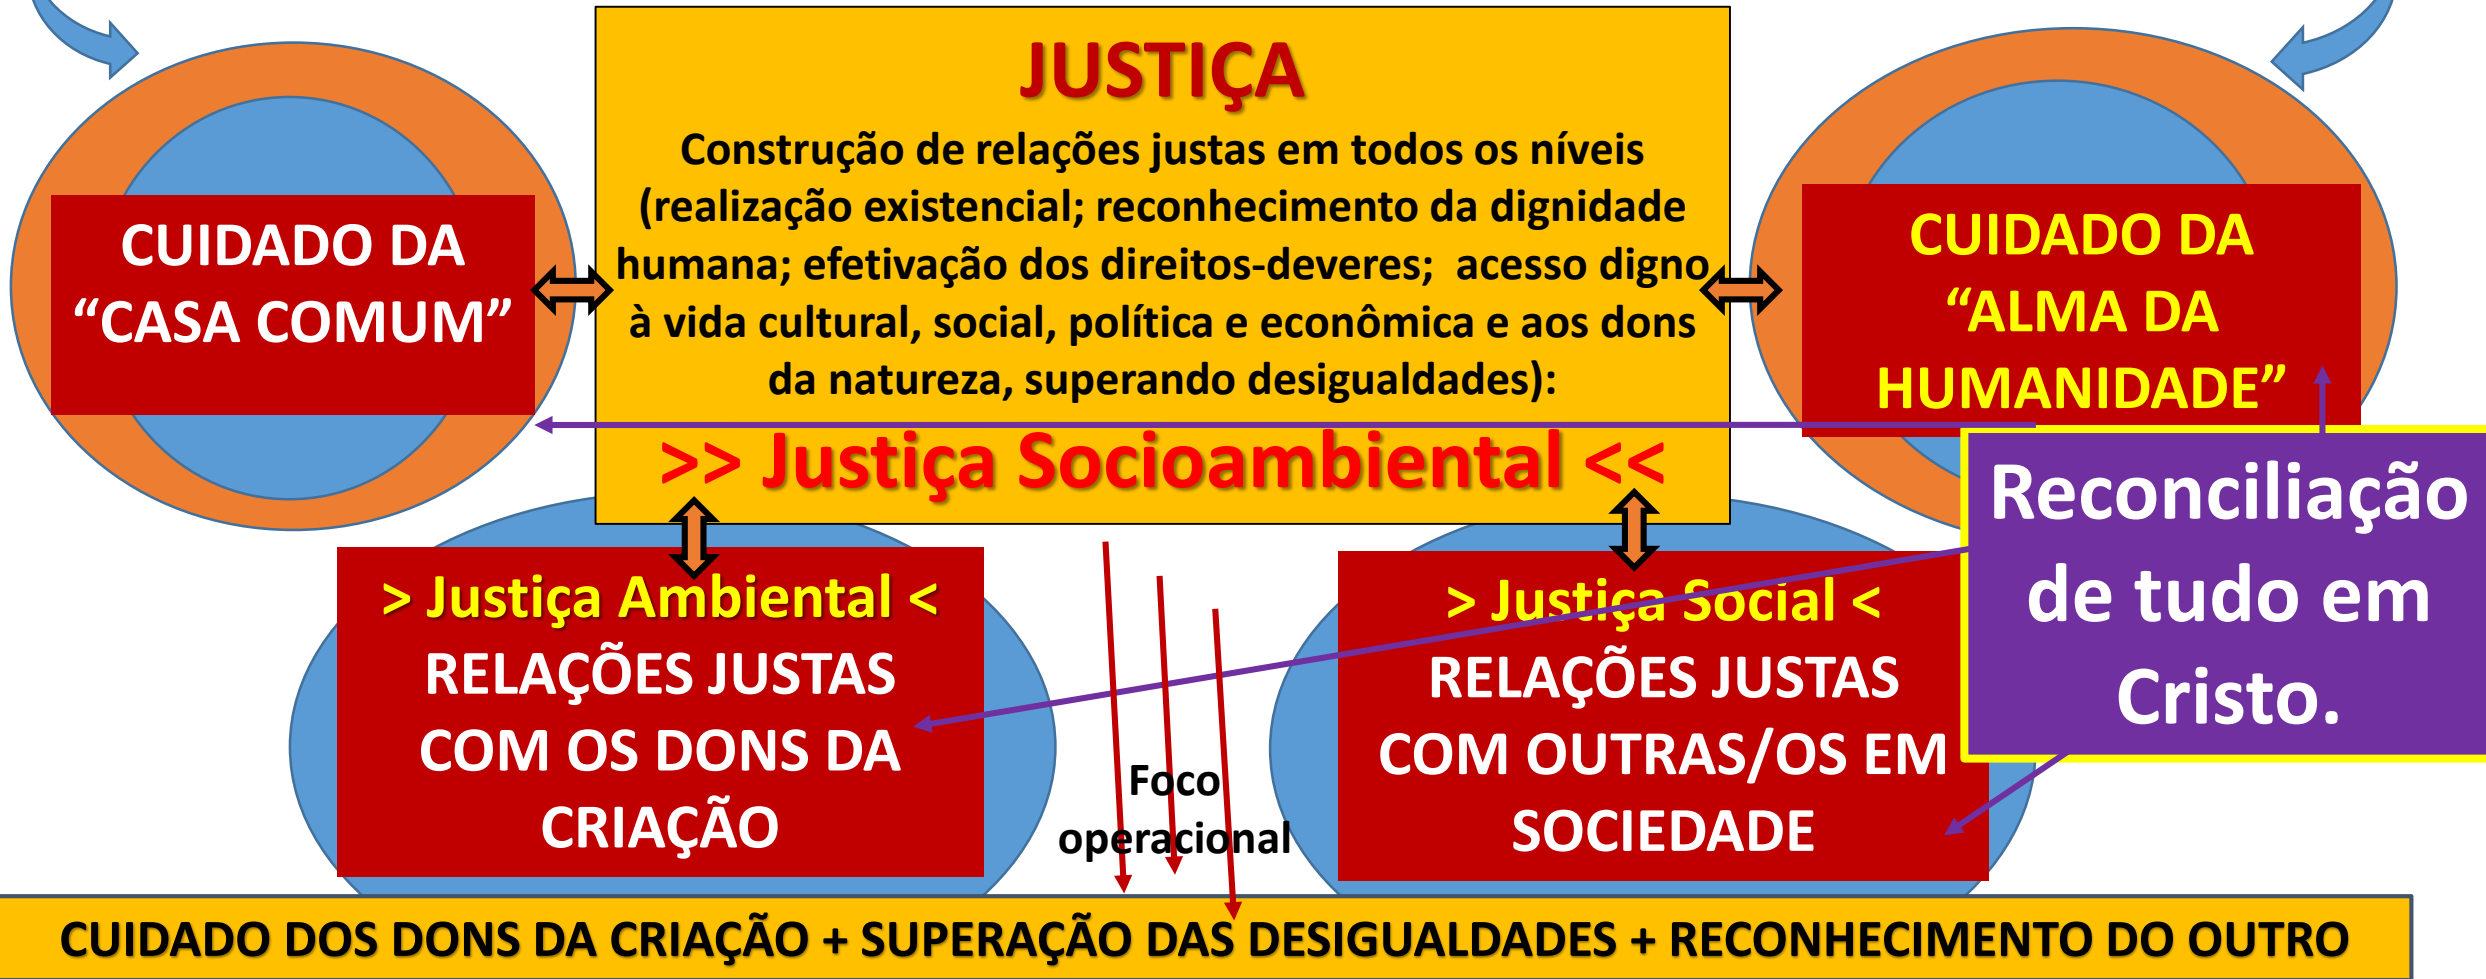 JUSTIÇA
Construção de relações justas em todos os níveis
(realização existencial; reconhecimento da dignidade
humana; efetivação dos direitos-deveres;  acesso digno
à vida cultural, social, política e econômica e aos dons
da natureza, superando desigualdades):
>> Justiça Socioambiental <<
CUIDADO DA
“CASA COMUM”
CUIDADO DA
“ALMA DA
HUMANIDADE”
Reconciliação
de tudo em
Cristo.
> Justiça Ambiental <
RELAÇÕES JUSTAS
COM OS DONS DA
CRIAÇÃO
Foco
operacional
> Justiça Social <
RELAÇÕES JUSTAS
COM OUTRAS/OS EM
SOCIEDADE
CUIDADO DOS DONS DA CRIAÇÃO + SUPERAÇÃO DAS DESIGUALDADES + RECONHECIMENTO DO OUTRO